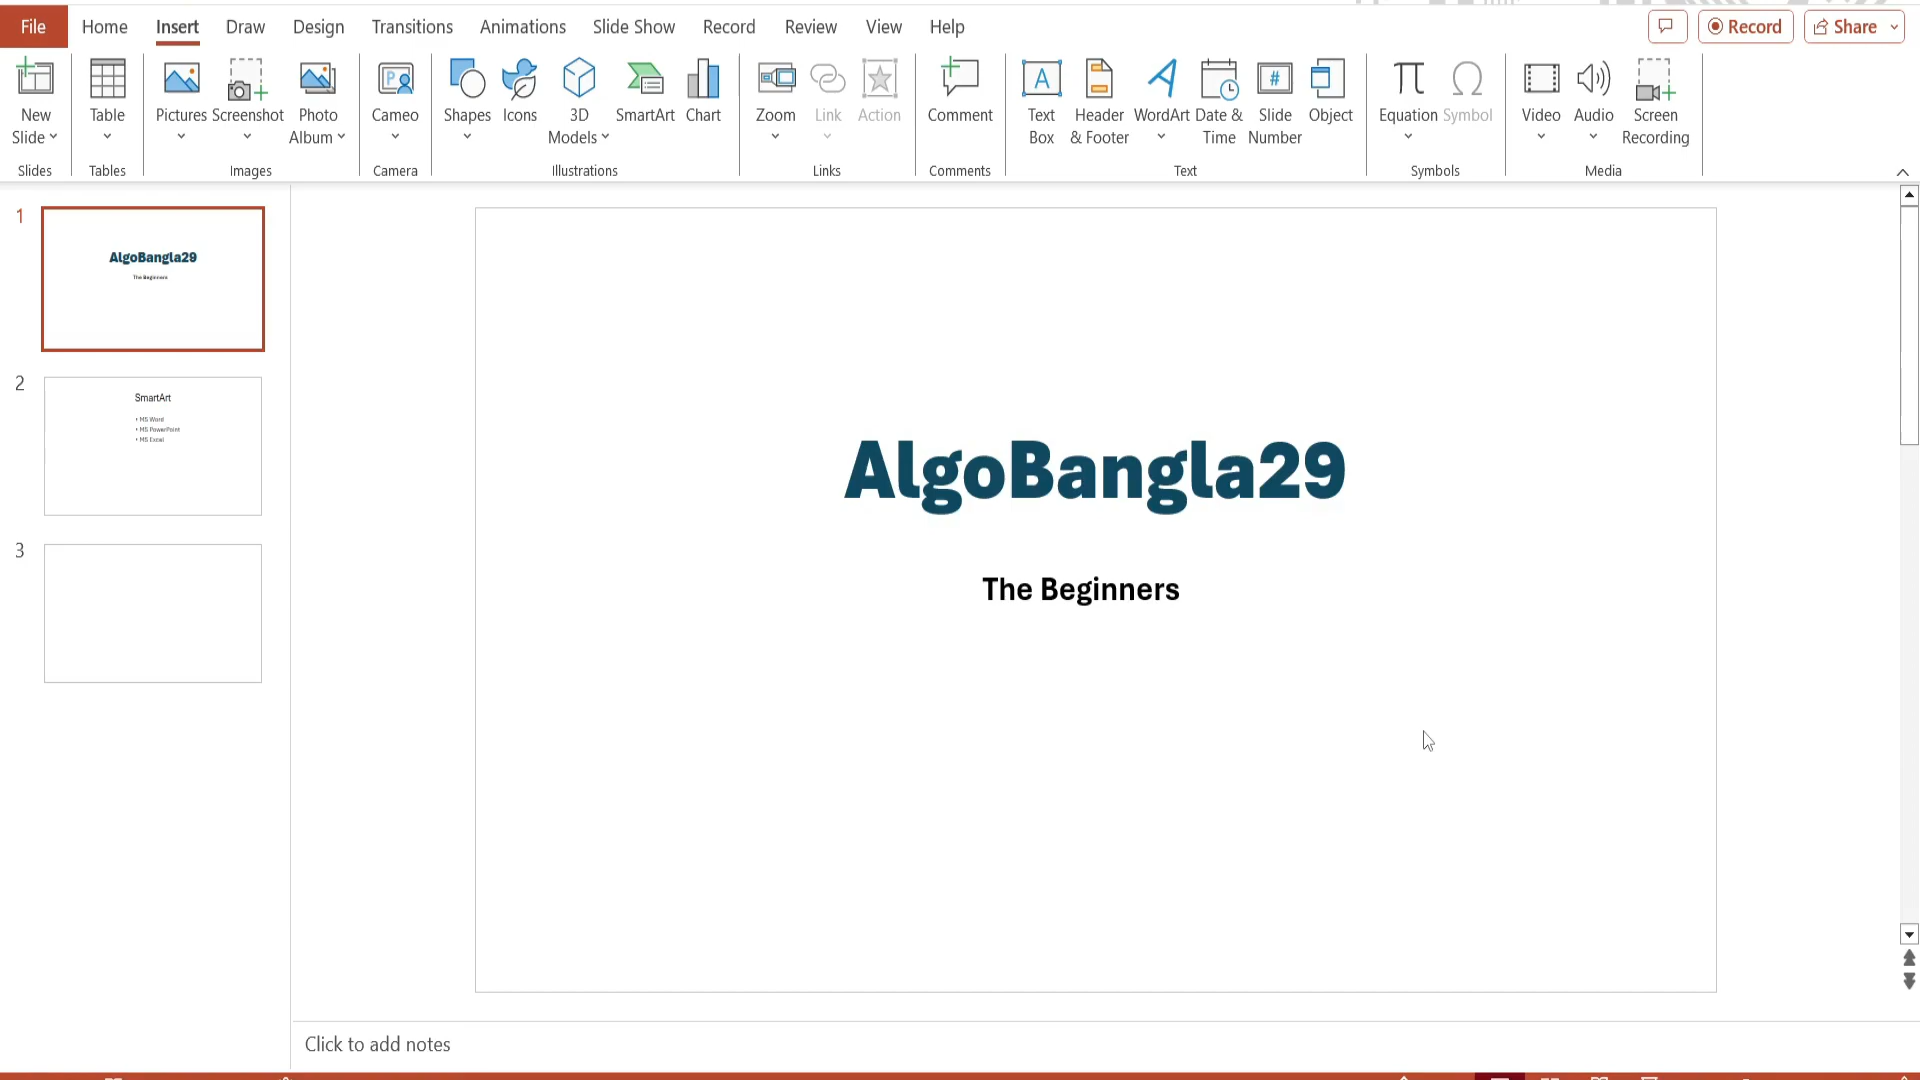 File Home Insert Draw Design Transitions Animations Slide Show Record Review View Help Record Share
New Slide Table Pictures Screenshot Photo Album Cameo Shapes Icons 3D Models SmartArt Chart Zoom Link Action Comment Text Box Header & Footer WordArt Date & Time Slide Number Object Equation Symbol Video Audio Screen Recording
Slides Tables Images Camera Illustrations Links Comments Text Symbols Media
1
AlgoBangla29
The Beginners
2
SmartArt
• MS Word
• MS PowerPoint
• MS Excel
3
AlgoBangla29
The Beginners
Click to add notes